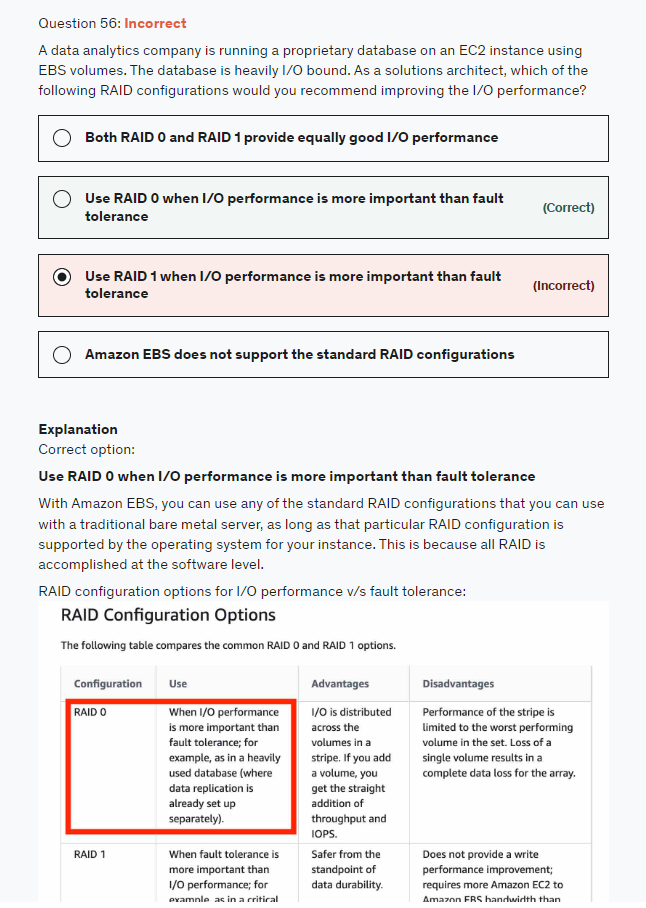 Question 56: Incorrect
A data analytics company is running a proprietary database on an EC2 instance using
EBS volumes. The database is heavily I/O bound. As a solutions architect, which of the
following RAID configurations would you recommend improving the I/O performance?
Both RAID 0 and RAID 1 provide equally good I/O performance
Use RAID 0 when I/O performance is more important than fault
tolerance
(Correct)
Use RAID 1 when I/O performance is more important than fault
tolerance
(Incorrect)
Amazon EBS does not support the standard RAID configurations
Explanation
Correct option:
Use RAID 0 when I/O performance is more important than fault tolerance
With Amazon EBS, you can use any of the standard RAID configurations that you can use
with a traditional bare metal server, as long as that particular RAID configuration is
supported by the operating system for your instance. This is because all RAID is
accomplished at the software level.
RAID configuration options for I/O performance v/s fault tolerance:
RAID Configuration Options
The following table compares the common RAID 0 and RAID 1 options.
Configuration Use Advantages Disadvantages
RAID 0
When I/O performance
is more important than
fault tolerance; for
example, as in a heavily
used database (where
data replication is
already set up
separately).
I/O is distributed
across the
volumes in a
stripe. If you add
a volume, you
get the straight
addition of
throughput and
IOPS.
Performance of the stripe is
limited to the worst performing
volume in the set. Loss of a
single volume results in a
complete data loss for the array.
RAID 1
When fault tolerance is
more important than
I/O performance; for
example, as in a critical
Safer from the
standpoint of
data durability.
Does not provide a write
performance improvement;
requires more Amazon EC2 to
Amazon EBS bandwidth than